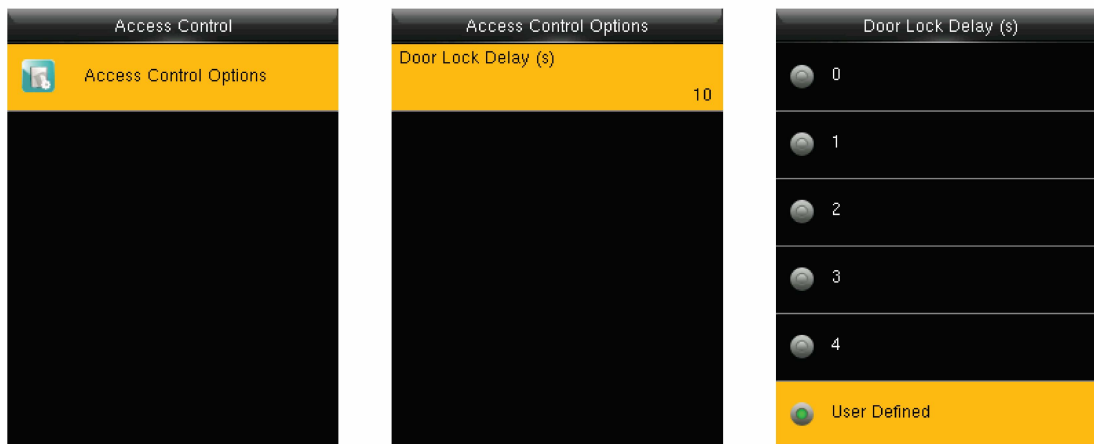 Access Control
Access Control Options
Access Control Options
Door Lock Delay (s)
10
Door Lock Delay (s)
0
1
2
3
4
User Defined